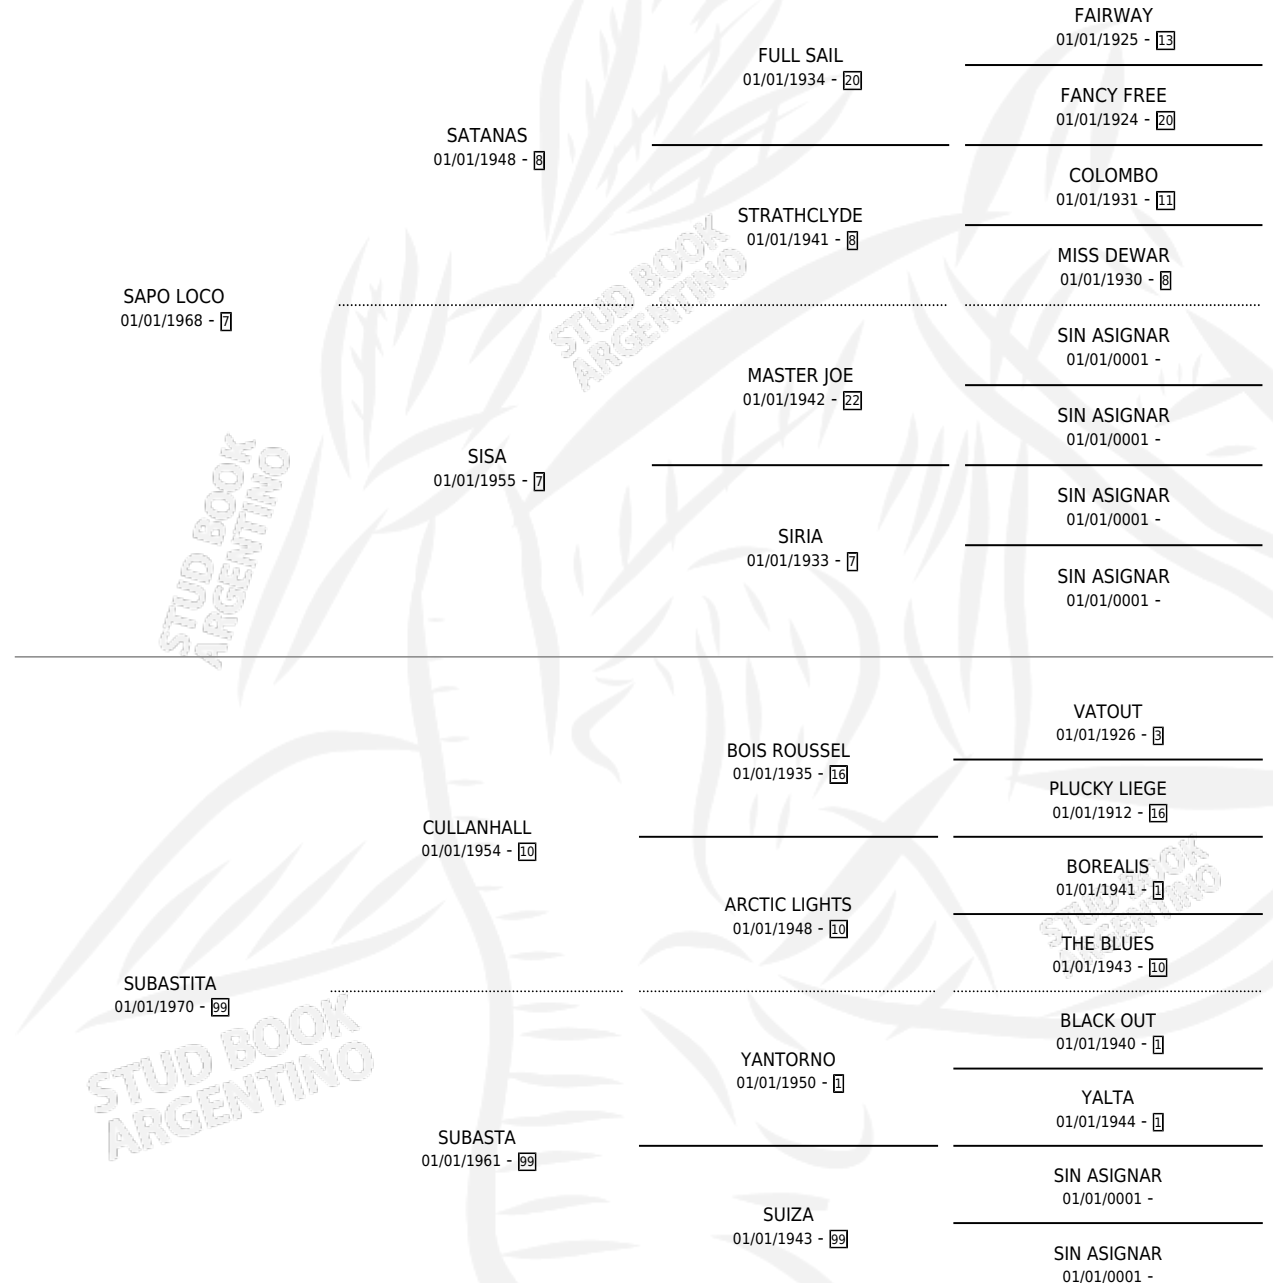 FAIRWAY
01/01/1925 - 13
FULL SAIL
01/01/1934 - 20
FANCY FREE
01/01/1924 - 20
SATANAS
01/01/1948 - 8
COLOMBO
01/01/1931 - 11
STRATHCLYDE
01/01/1941 - 8
MISS DEWAR
01/01/1930 - 8
SAPO LOCO
01/01/1968 - 7
SIN ASIGNAR
01/01/0001 -
MASTER JOE
01/01/1942 - 22
SIN ASIGNAR
01/01/0001 -
SISA
01/01/1955 - 7
SIN ASIGNAR
01/01/0001 -
SIRIA
01/01/1933 - 7
SIN ASIGNAR
01/01/0001 -
STUD BOOK
ARGENTINO
STUD BOOK
ARGENTINO
VATOUT
01/01/1926 - 3
BOIS ROUSSEL
01/01/1935 - 16
PLUCKY LIEGE
01/01/1912 - 16
CULLANHALL
01/01/1954 - 10
BOREALIS
01/01/1941 - 1
ARCTIC LIGHTS
01/01/1948 - 10
THE BLUES
01/01/1943 - 10
SUBASTITA
01/01/1970 - 99
BLACK OUT
01/01/1940 - 1
YANTORNO
01/01/1950 - 1
YALTA
01/01/1944 - 1
SUBASTA
01/01/1961 - 99
SIN ASIGNAR
01/01/0001 -
SUIZA
01/01/1943 - 99
SIN ASIGNAR
01/01/0001 -
STUD BOOK
ARGENTINO
STUD BOOK
ARGENTINO